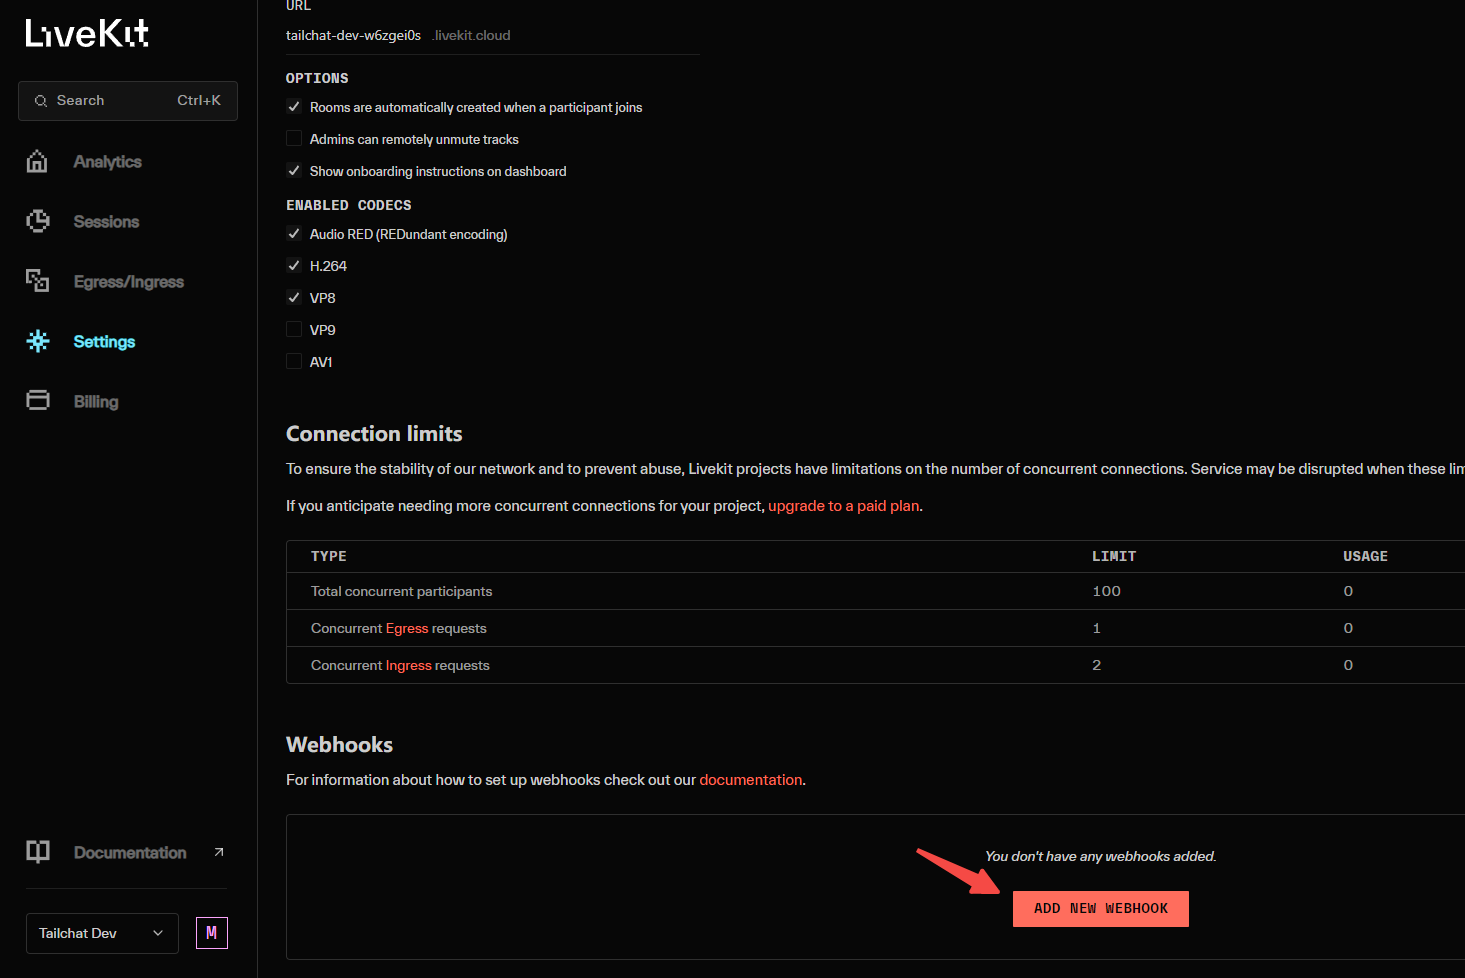 LiveKit
Search Ctrl+K
Analytics
Sessions
Egress/Ingress
Settings
Billing
Documentation
Tailchat Dev
M
URL
tailchat-dev-w6zgei0s .livekit.cloud
OPTIONS
Rooms are automatically created when a participant joins
Admins can remotely unmute tracks
Show onboarding instructions on dashboard
ENABLED CODECS
Audio RED (REDundant encoding)
H.264
VP8
VP9
AV1
Connection limits
To ensure the stability of our network and to prevent abuse, Livekit projects have limitations on the number of concurrent connections. Service may be disrupted when these lim
If you anticipate needing more concurrent connections for your project, upgrade to a paid plan.
TYPE LIMIT USAGE
Total concurrent participants 100 0
Concurrent Egress requests 1 0
Concurrent Ingress requests 2 0
Webhooks
For information about how to set up webhooks check out our documentation.
You don't have any webhooks added.
ADD NEW WEBHOOK